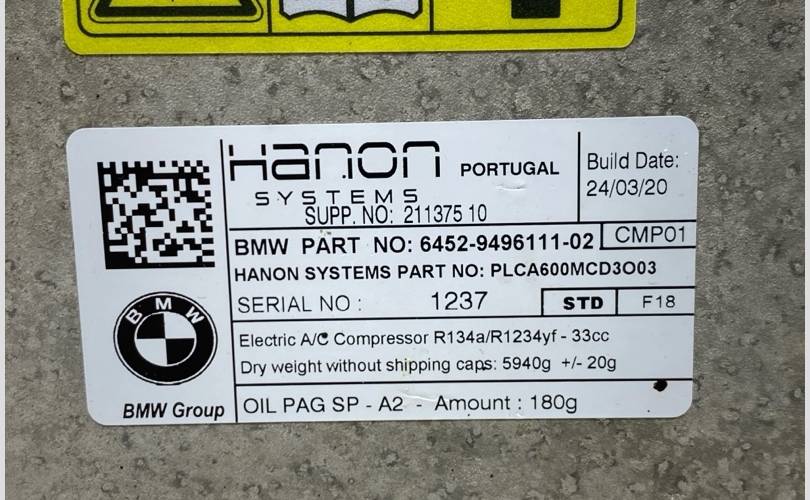 Hanon
PORTUGAL
Build Date:
24/03/20
SYSTEMS
SUPP. NO: 211375 10
BMW PART NO: 6452-9496111-02
CMP01
HANON SYSTEMS PART NO: PLCA600MCD3O03
SERIAL NO : 1237
STD
F18
BMW
Electric A/C Compressor R134a/R1234yf - 33cc
Dry weight without shipping caps: 5940g +/- 20g
BMW Group
OIL PAG SP - A2 - Amount : 180g